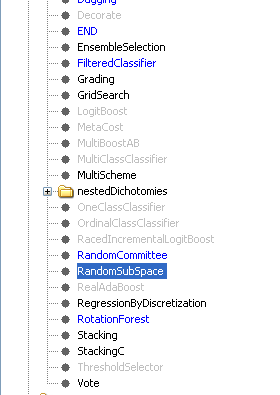 Dagging
Decorate
END
EnsembleSelection
FilteredClassifier
Grading
GridSearch
LogitBoost
MetaCost
MultiBoostAB
MultiClassClassifier
MultiScheme
nestedDichotomies
OneClassClassifier
OrdinalClassClassifier
RacedIncrementalLogitBoost
RandomCommittee
RandomSubSpace
RealAdaBoost
RegressionByDiscretization
RotationForest
Stacking
StackingC
ThresholdSelector
Vote